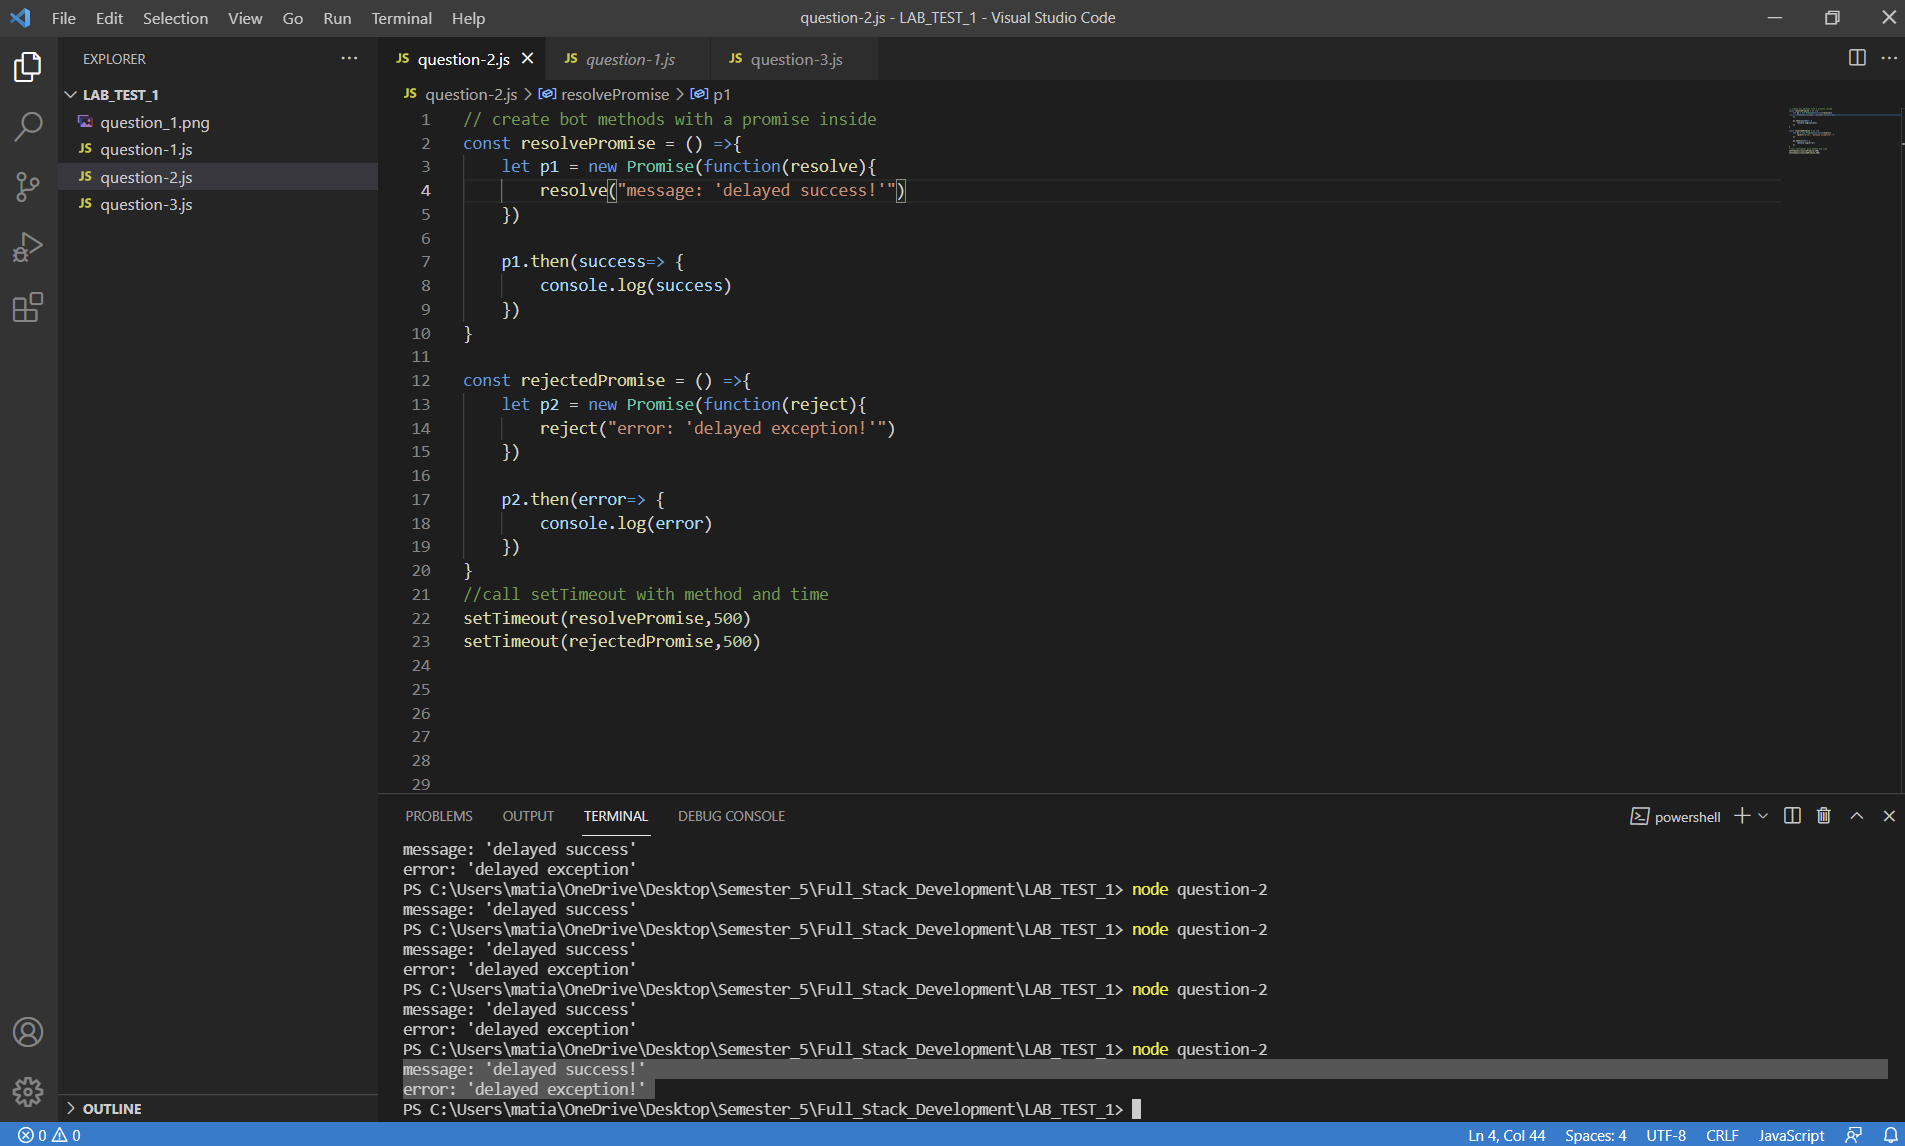 File Edit Selection View Go Run Terminal Help
question-2.js - LAB_TEST_1 - Visual Studio Code
EXPLORER
LAB_TEST_1
question_1.png
JS question-1.js
JS question-2.js
JS question-3.js
OUTLINE
JS question-2.js JS question-1.js JS question-3.js
JS question-2.js > resolvePromise > p1
1 // create bot methods with a promise inside
2 const resolvePromise = () =>{
3 let p1 = new Promise(function(resolve){
4 resolve("message: 'delayed success!'")
5 })
6
7 p1.then(success=> {
8 console.log(success)
9 })
10 }
11
12 const rejectedPromise = () =>{
13 let p2 = new Promise(function(reject){
14 reject("error: 'delayed exception!'")
15 })
16
17 p2.then(error=> {
18 console.log(error)
19 })
20 }
21 //call setTimeout with method and time
22 setTimeout(resolvePromise,500)
23 setTimeout(rejectedPromise,500)
24
25
26
27
28
29
PROBLEMS OUTPUT TERMINAL DEBUG CONSOLE
powershell
message: 'delayed success'
error: 'delayed exception'
PS C:\Users\matia\OneDrive\Desktop\Semester_5\Full_Stack_Development\LAB_TEST_1> node question-2
message: 'delayed success'
PS C:\Users\matia\OneDrive\Desktop\Semester_5\Full_Stack_Development\LAB_TEST_1> node question-2
message: 'delayed success'
error: 'delayed exception'
PS C:\Users\matia\OneDrive\Desktop\Semester_5\Full_Stack_Development\LAB_TEST_1> node question-2
message: 'delayed success'
error: 'delayed exception'
PS C:\Users\matia\OneDrive\Desktop\Semester_5\Full_Stack_Development\LAB_TEST_1> node question-2
message: 'delayed success!'
error: 'delayed exception!'
PS C:\Users\matia\OneDrive\Desktop\Semester_5\Full_Stack_Development\LAB_TEST_1>
0 0
Ln 4, Col 44 Spaces: 4 UTF-8 CRLF JavaScript